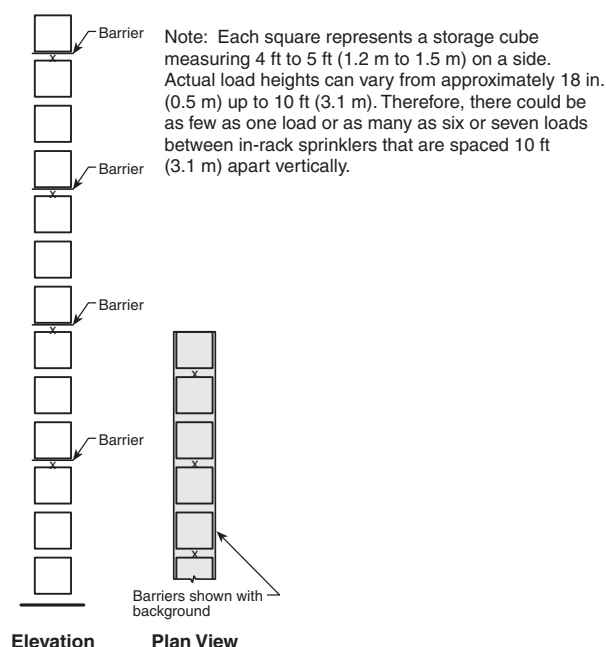 Barrier
Note: Each square represents a storage cube
measuring 4 ft to 5 ft (1.2 m to 1.5 m) on a side.
Actual load heights can vary from approximately 18 in.
(0.5 m) up to 10 ft (3.1 m). Therefore, there could be
as few as one load or as many as six or seven loads
between in-rack sprinklers that are spaced 10 ft
(3.1 m) apart vertically.
x
Barrier
x
Barrier
x
x
Barrier
x
x
x
Barriers shown with
background
Elevation
Plan View